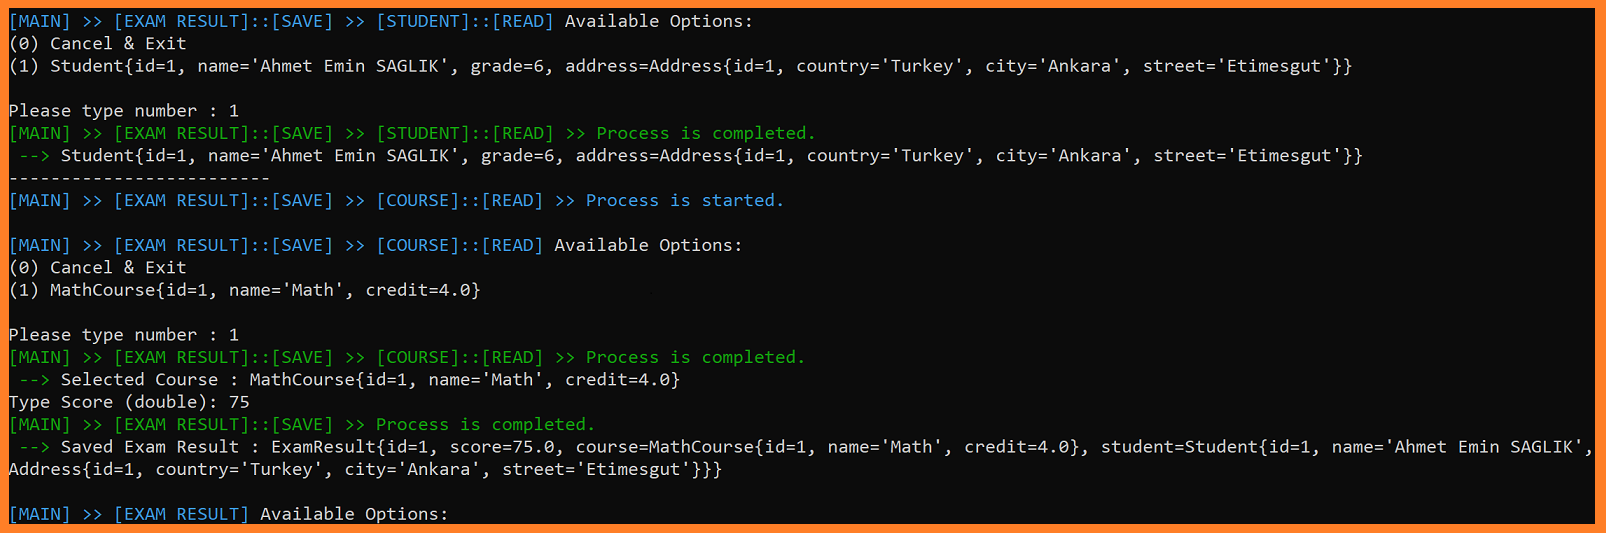 [MAIN] >> [EXAM RESULT]::[SAVE] >> [STUDENT]::[READ] Available Options:
(0) Cancel & Exit
(1) Student{id=1, name='Ahmet Emin SAGLIK', grade=6, address=Address{id=1, country='Turkey', city='Ankara', street='Etimesgut'}}
Please type number : 1
[MAIN] >> [EXAM RESULT]::[SAVE] >> [STUDENT]::[READ] >> Process is completed.
--> Student{id=1, name='Ahmet Emin SAGLIK', grade=6, address=Address{id=1, country='Turkey', city='Ankara', street='Etimesgut'}}
-------------------------
[MAIN] >> [EXAM RESULT]::[SAVE] >> [COURSE]::[READ] >> Process is started.
[MAIN] >> [EXAM RESULT]::[SAVE] >> [COURSE]::[READ] Available Options:
(0) Cancel & Exit
(1) MathCourse{id=1, name='Math', credit=4.0}
Please type number : 1
[MAIN] >> [EXAM RESULT]::[SAVE] >> [COURSE]::[READ] >> Process is completed.
--> Selected Course : MathCourse{id=1, name='Math', credit=4.0}
Type Score (double): 75
[MAIN] >> [EXAM RESULT]::[SAVE] >> Process is completed.
--> Saved Exam Result : ExamResult{id=1, score=75.0, course=MathCourse{id=1, name='Math', credit=4.0}, student=Student{id=1, name='Ahmet Emin SAGLIK',
Address{id=1, country='Turkey', city='Ankara', street='Etimesgut'}}}
[MAIN] >> [EXAM RESULT] Available Options: